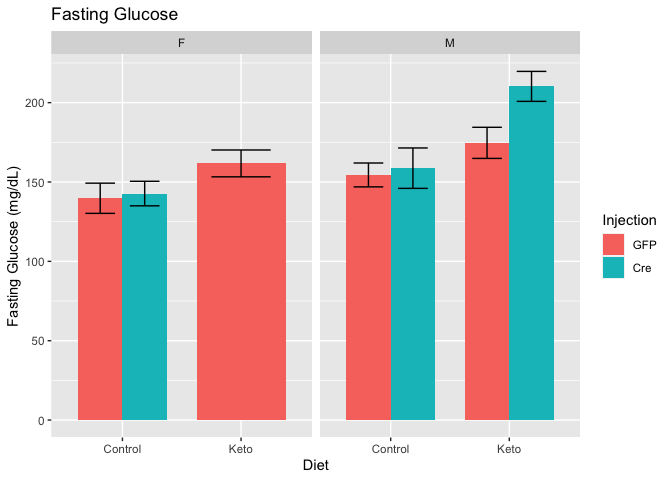 Fasting Glucose
F
M
Fasting Glucose (mg/dL)
200
150
100
50
0
Control
Keto
Control
Keto
Diet
Injection
GFP
Cre